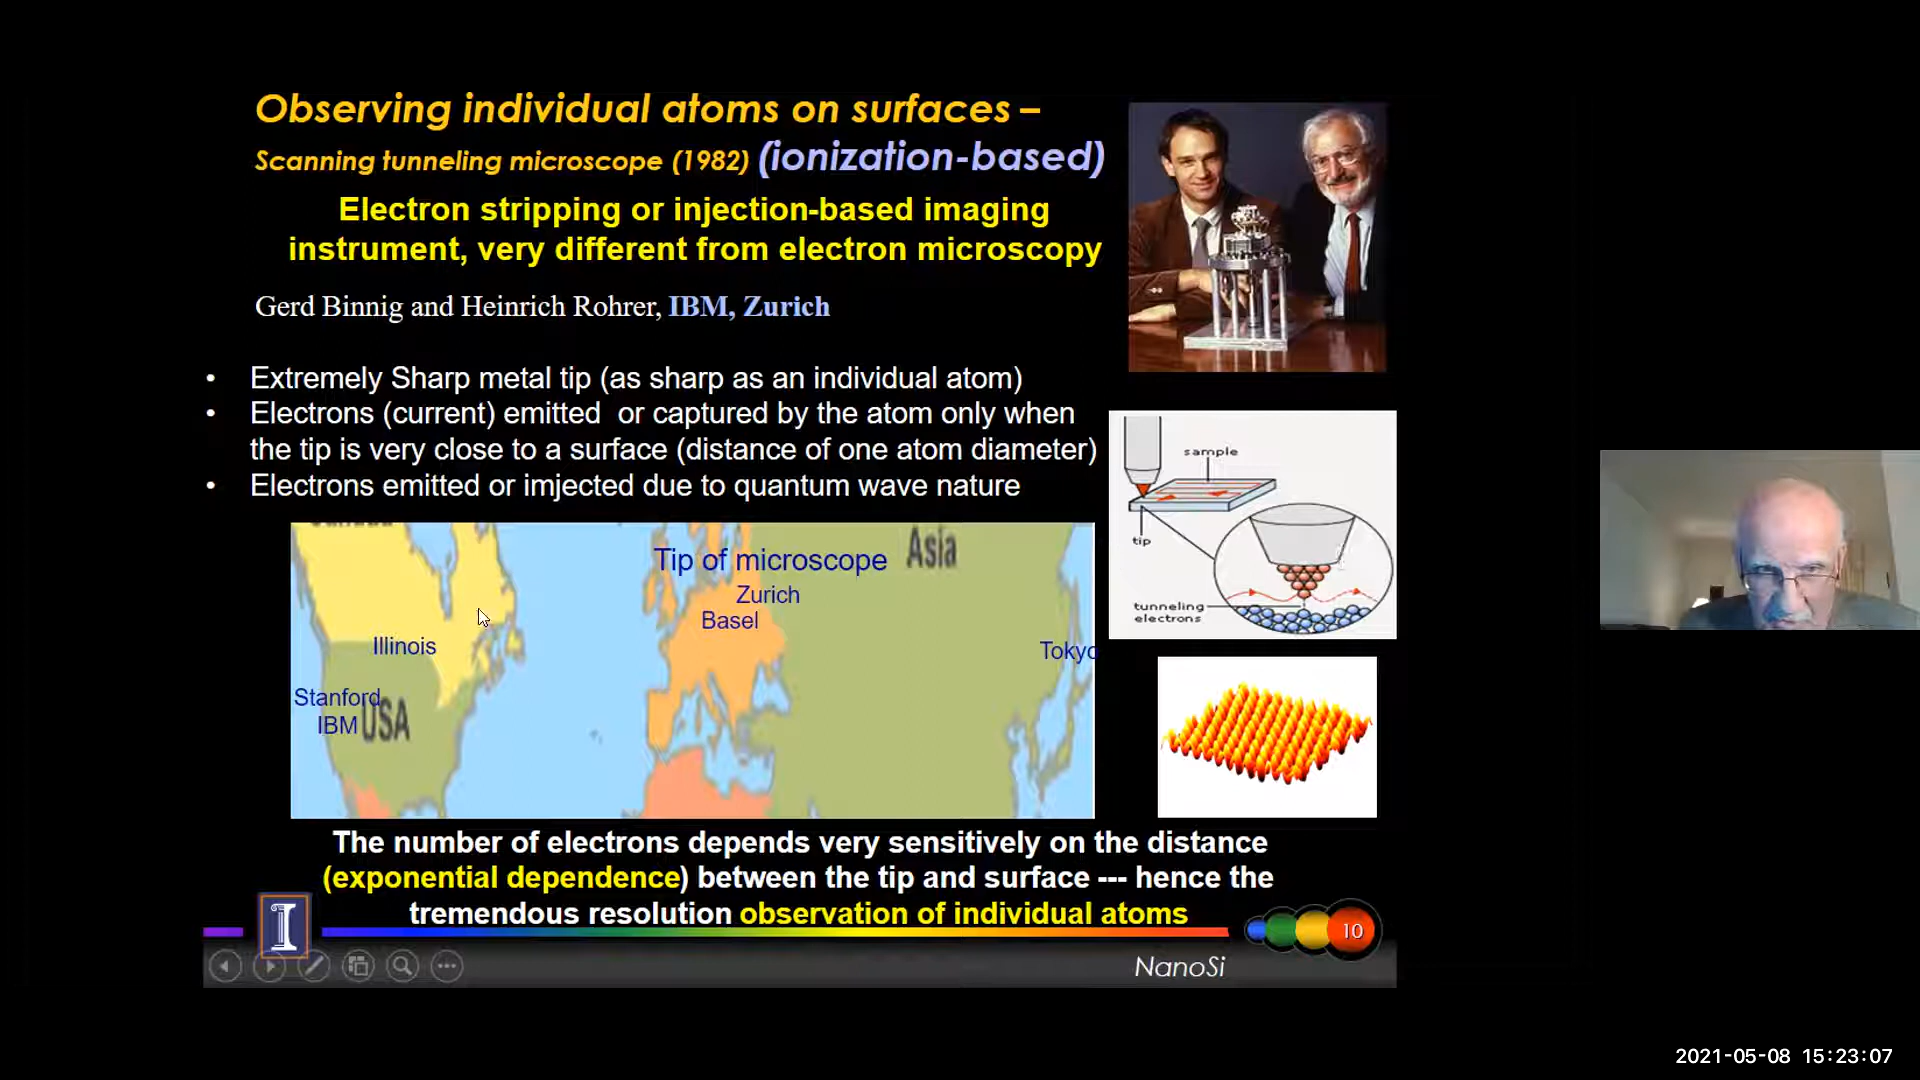 Observing individual atoms on surfaces –
Scanning tunneling microscope (1982) (ionization-based)
Electron stripping or injection-based imaging
instrument, very different from electron microscopy
Gerd Binnig and Heinrich Rohrer, IBM, Zurich
• Extremely Sharp metal tip (as sharp as an individual atom)
• Electrons (current) emitted or captured by the atom only when
the tip is very close to a surface (distance of one atom diameter)
• Electrons emitted or imjected due to quantum wave nature
sample
tip
tunneling
electrons
Tip of microscope
Asia
Zurich
Basel
Illinois
Tokyo
Stanford
IBM
USA
The number of electrons depends very sensitively on the distance
(exponential dependence) between the tip and surface --- hence the
tremendous resolution observation of individual atoms
I
10
NanoSi
2021-05-08 15:23:07